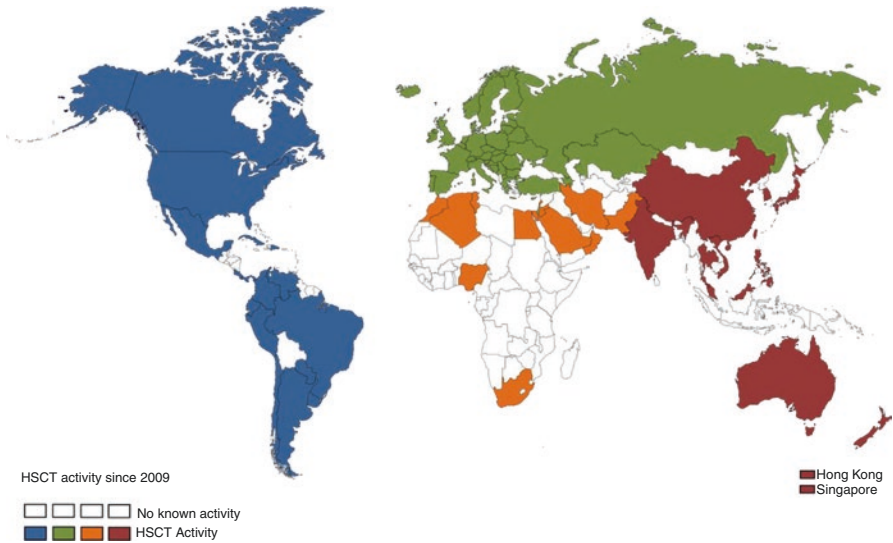 HSCT activity since 2009
No known activity
HSCT Activity
Hong Kong
Singapore